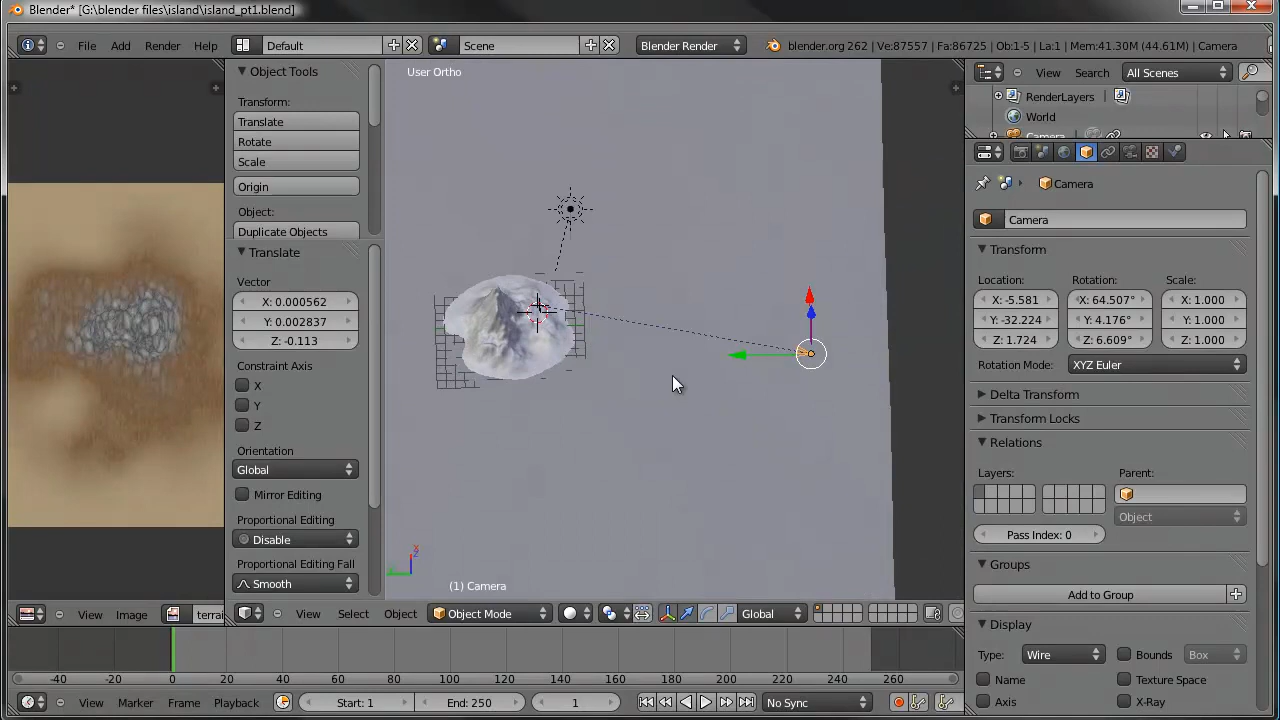 Blender* [G:\blender files\island\island_pt1.blend]
File Add Render Help Default Scene Blender Render blender.org 262 | Ve:87557 | Fa:86725 | Ob:1-5 | La:1 | Mem:41.30M (44.61M) | Camera
Object Tools
Transform:
Translate
Rotate
Scale
Origin
Object:
Duplicate Objects
Translate
Vector
X: 0.000562
Y: 0.002837
Z: -0.113
Constraint Axis
X
Y
Z
Orientation
Global
Mirror Editing
Proportional Editing
Disable
Proportional Editing Fall
Smooth
User Ortho
(1) Camera
View Search All Scenes
RenderLayers
World
Camera
Camera
Camera
Transform
Location: Rotation: Scale:
X: -5.581 X: 64.507° X: 1.000
Y: -32.224 Y: 4.176° Y: 1.000
Z: 1.724 Z: 6.609° Z: 1.000
Rotation Mode: XYZ Euler
Delta Transform
Transform Locks
Relations
Layers: Parent:
Object
Pass Index: 0
Groups
Add to Group
Display
Type: Wire Bounds Box
Name Texture Space
Axis X-Ray
View Image terrai
View Select Object Object Mode Global
-40 -20 0 20 40 60 80 100 120 140 160 180 200 220 240 260
View Marker Frame Playback Start: 1 End: 250 1 No Sync